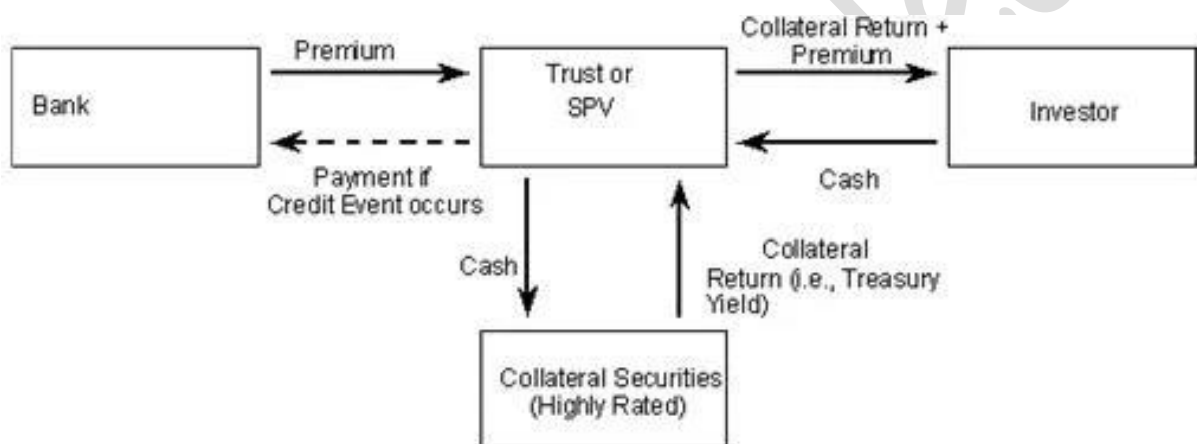 Collateral Return +
Premium
Premium
Bank
Trust or
SPV
Investor
Payment if
Credit Event occurs
Cash
Cash
Collateral
Return (i.e., Treasury
Yield)
Collateral Securities
(Highly Rated)